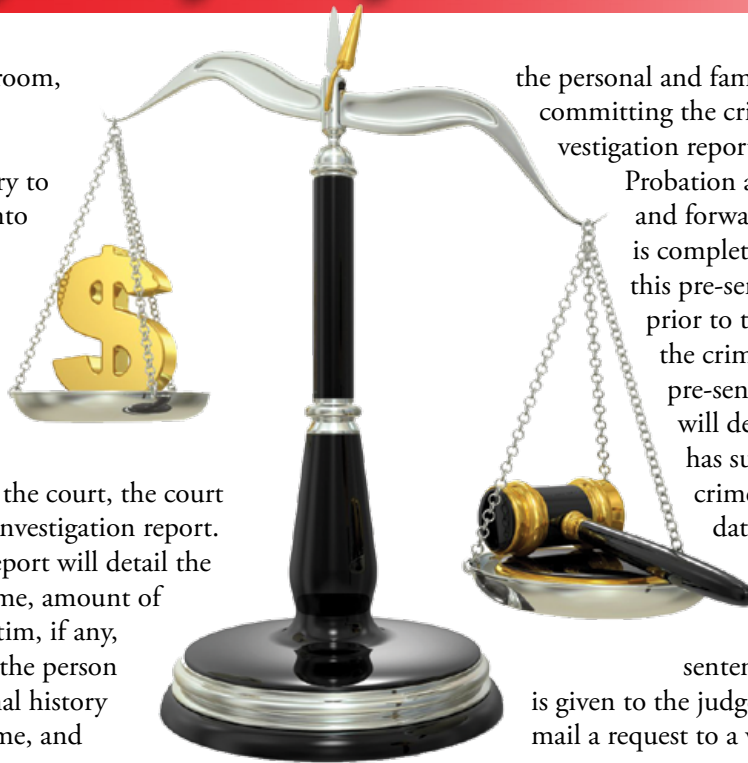 room,
ry to
nto
the court, the court
nvestigation report.
eport will detail the
me, amount of
tim, if any,
the person
nal history
me, and
the personal and fam
committing the cri
vestigation repor
Probation a
and forwa
is complet
this pre-sen
prior to t
the crim
pre-sen
will de
has su
crime
dat
senten
is given to the judg
mail a request to a v